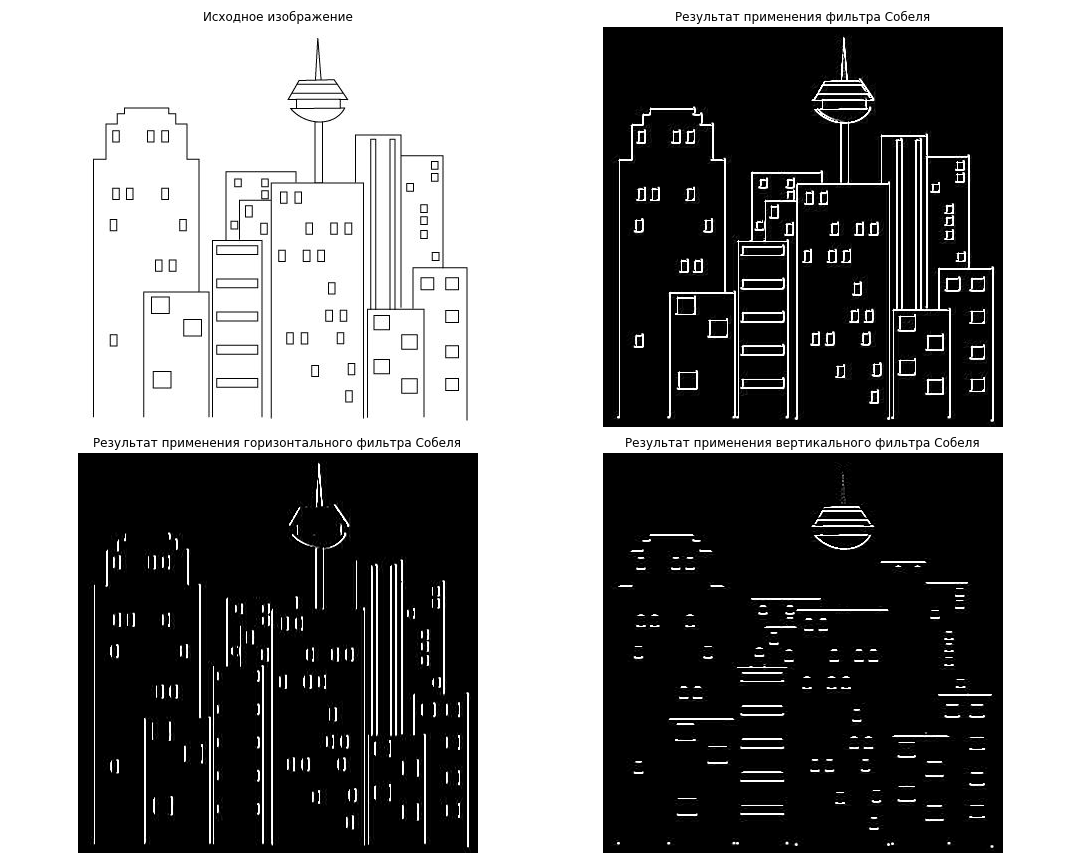 Исходное изображение
Результат применения фильтра Собеля
Результат применения горизонтального фильтра Собеля
Результат применения вертикального фильтра Собеля